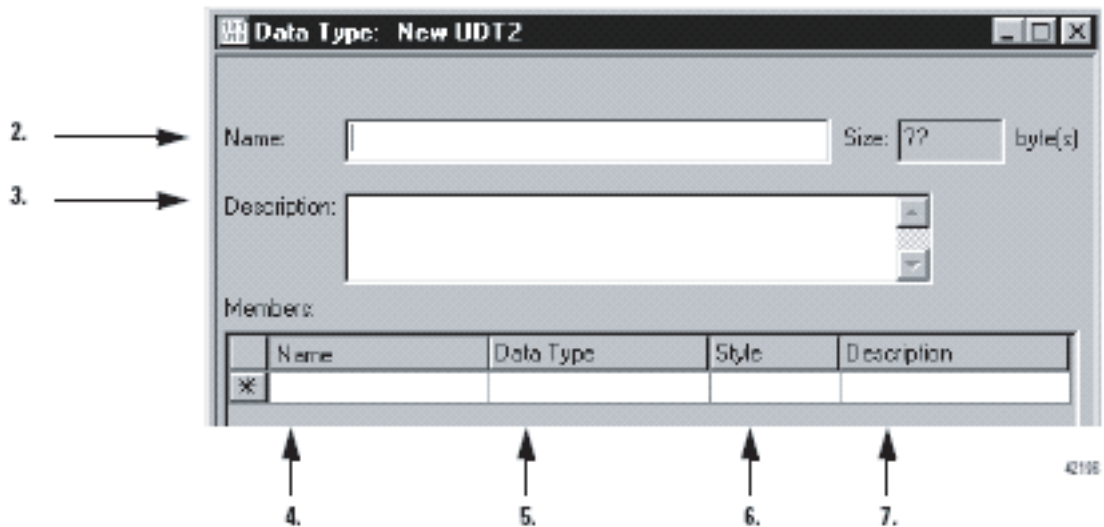 Data Type: New UDT2
2.
Name:
Size: ??
byte(s)
3.
Description:
Members:
Name Data Type Style Description
*
42196
4. 5. 6. 7.